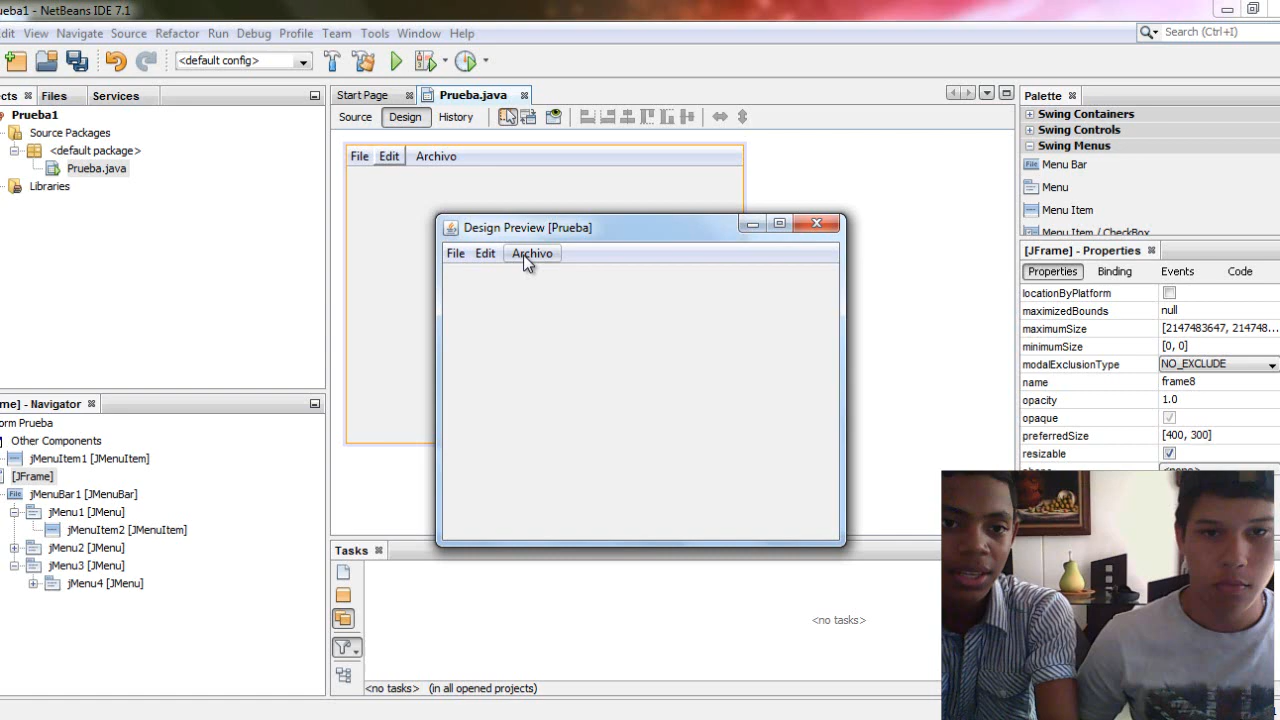 rueba1 - NetBeans IDE 7.1
dit View Navigate Source Refactor Run Debug Profile Team Tools Window Help
Search (Ctrl+I)
<default config>
cts Files Services
Start Page Prueba.java
Palette
Source Design History
Prueba1
Source Packages
<default package>
Prueba.java
Libraries
File Edit Archivo
Swing Containers
Swing Controls
Swing Menus
File Menu Bar
Menu
Menu Item
Menu Item / CheckBox
Design Preview [Prueba]
File Edit Archivo
[JFrame] - Properties
Properties Binding Events Code
locationByPlatform
maximizedBounds null
maximumSize [2147483647, 214748...
minimumSize [0, 0]
modalExclusionType NO_EXCLUDE
name frame8
opacity 1.0
opaque
preferredSize [400, 300]
resizable
me] - Navigator
orm Prueba
Other Components
jMenuItem1 [JMenuItem]
[JFrame]
File jMenuBar1 [JMenuBar]
jMenu1 [JMenu]
jMenuItem2 [JMenuItem]
jMenu2 [JMenu]
jMenu3 [JMenu]
jMenu4 [JMenu]
Tasks
<no tasks>
<no tasks> (in all opened projects)